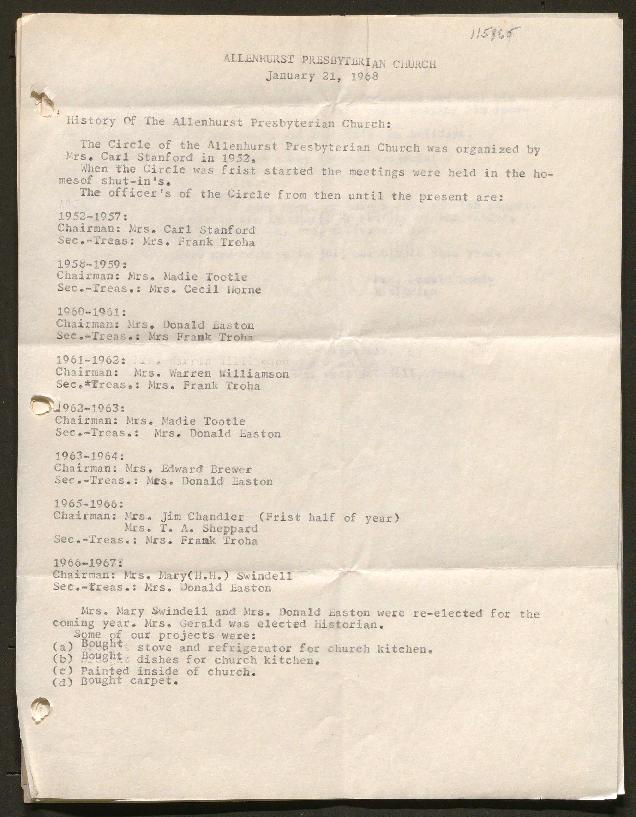 ALLENHURST PRESBYTERIAN CHURCH
January 21, 1968
History Of The Allenhurst Presbyterian Church:
The Circle of the Allenhurst Presbyterian Church was organized by
Mrs. Carl Stanford in 1952.
When the Circle was frist started the meetings were held in the ho-
mesof shut-in's.
The officer's of the Circle from then until the present are:
1952-1957:
Chairman: Mrs. Carl Stanford
Sec.-Treas: Mrs. Frank Troha
1958-1959:
Chairman: Mrs. Madie Tootle
Sec.-Treas.: Mrs. Cecil Horne
1960-1961:
Chairman: Mrs. Donald Easton
Sec.-Treas.: Mrs Frank Troha
1961-1962:
Chairman: Mrs. Warren Williamson
Sec.*Treas.: Mrs. Frank Troha
1962-1963:
Chairman: Mrs. Madie Tootle
Sec.-Treas.: Mrs. Donald Easton
1963-1964:
Chairman: Mrs. Edward Brewer
Sec.-Treas.: Mrs. Donald Easton
1965-1966:
Chairman: Mrs. Jim Chandler (Frist half of year)
Mrs. T. A. Sheppard
Sec.-Treas.: Mrs. Frank Troha
1966-1967:
Chairman: Mrs. Mary(H.H.) Swindell
Sec.-Treas.: Mrs. Donald Easton
Mrs. Mary Swindell and Mrs. Donald Easton were re-elected for the
coming year. Mrs. Gerald was elected Historian.
Some of our projects were:
(a) Bought stove and refrigerator for church kitchen.
(b) Bought dishes for church kitchen.
(c) Painted inside of church.
(d) Bought carpet.